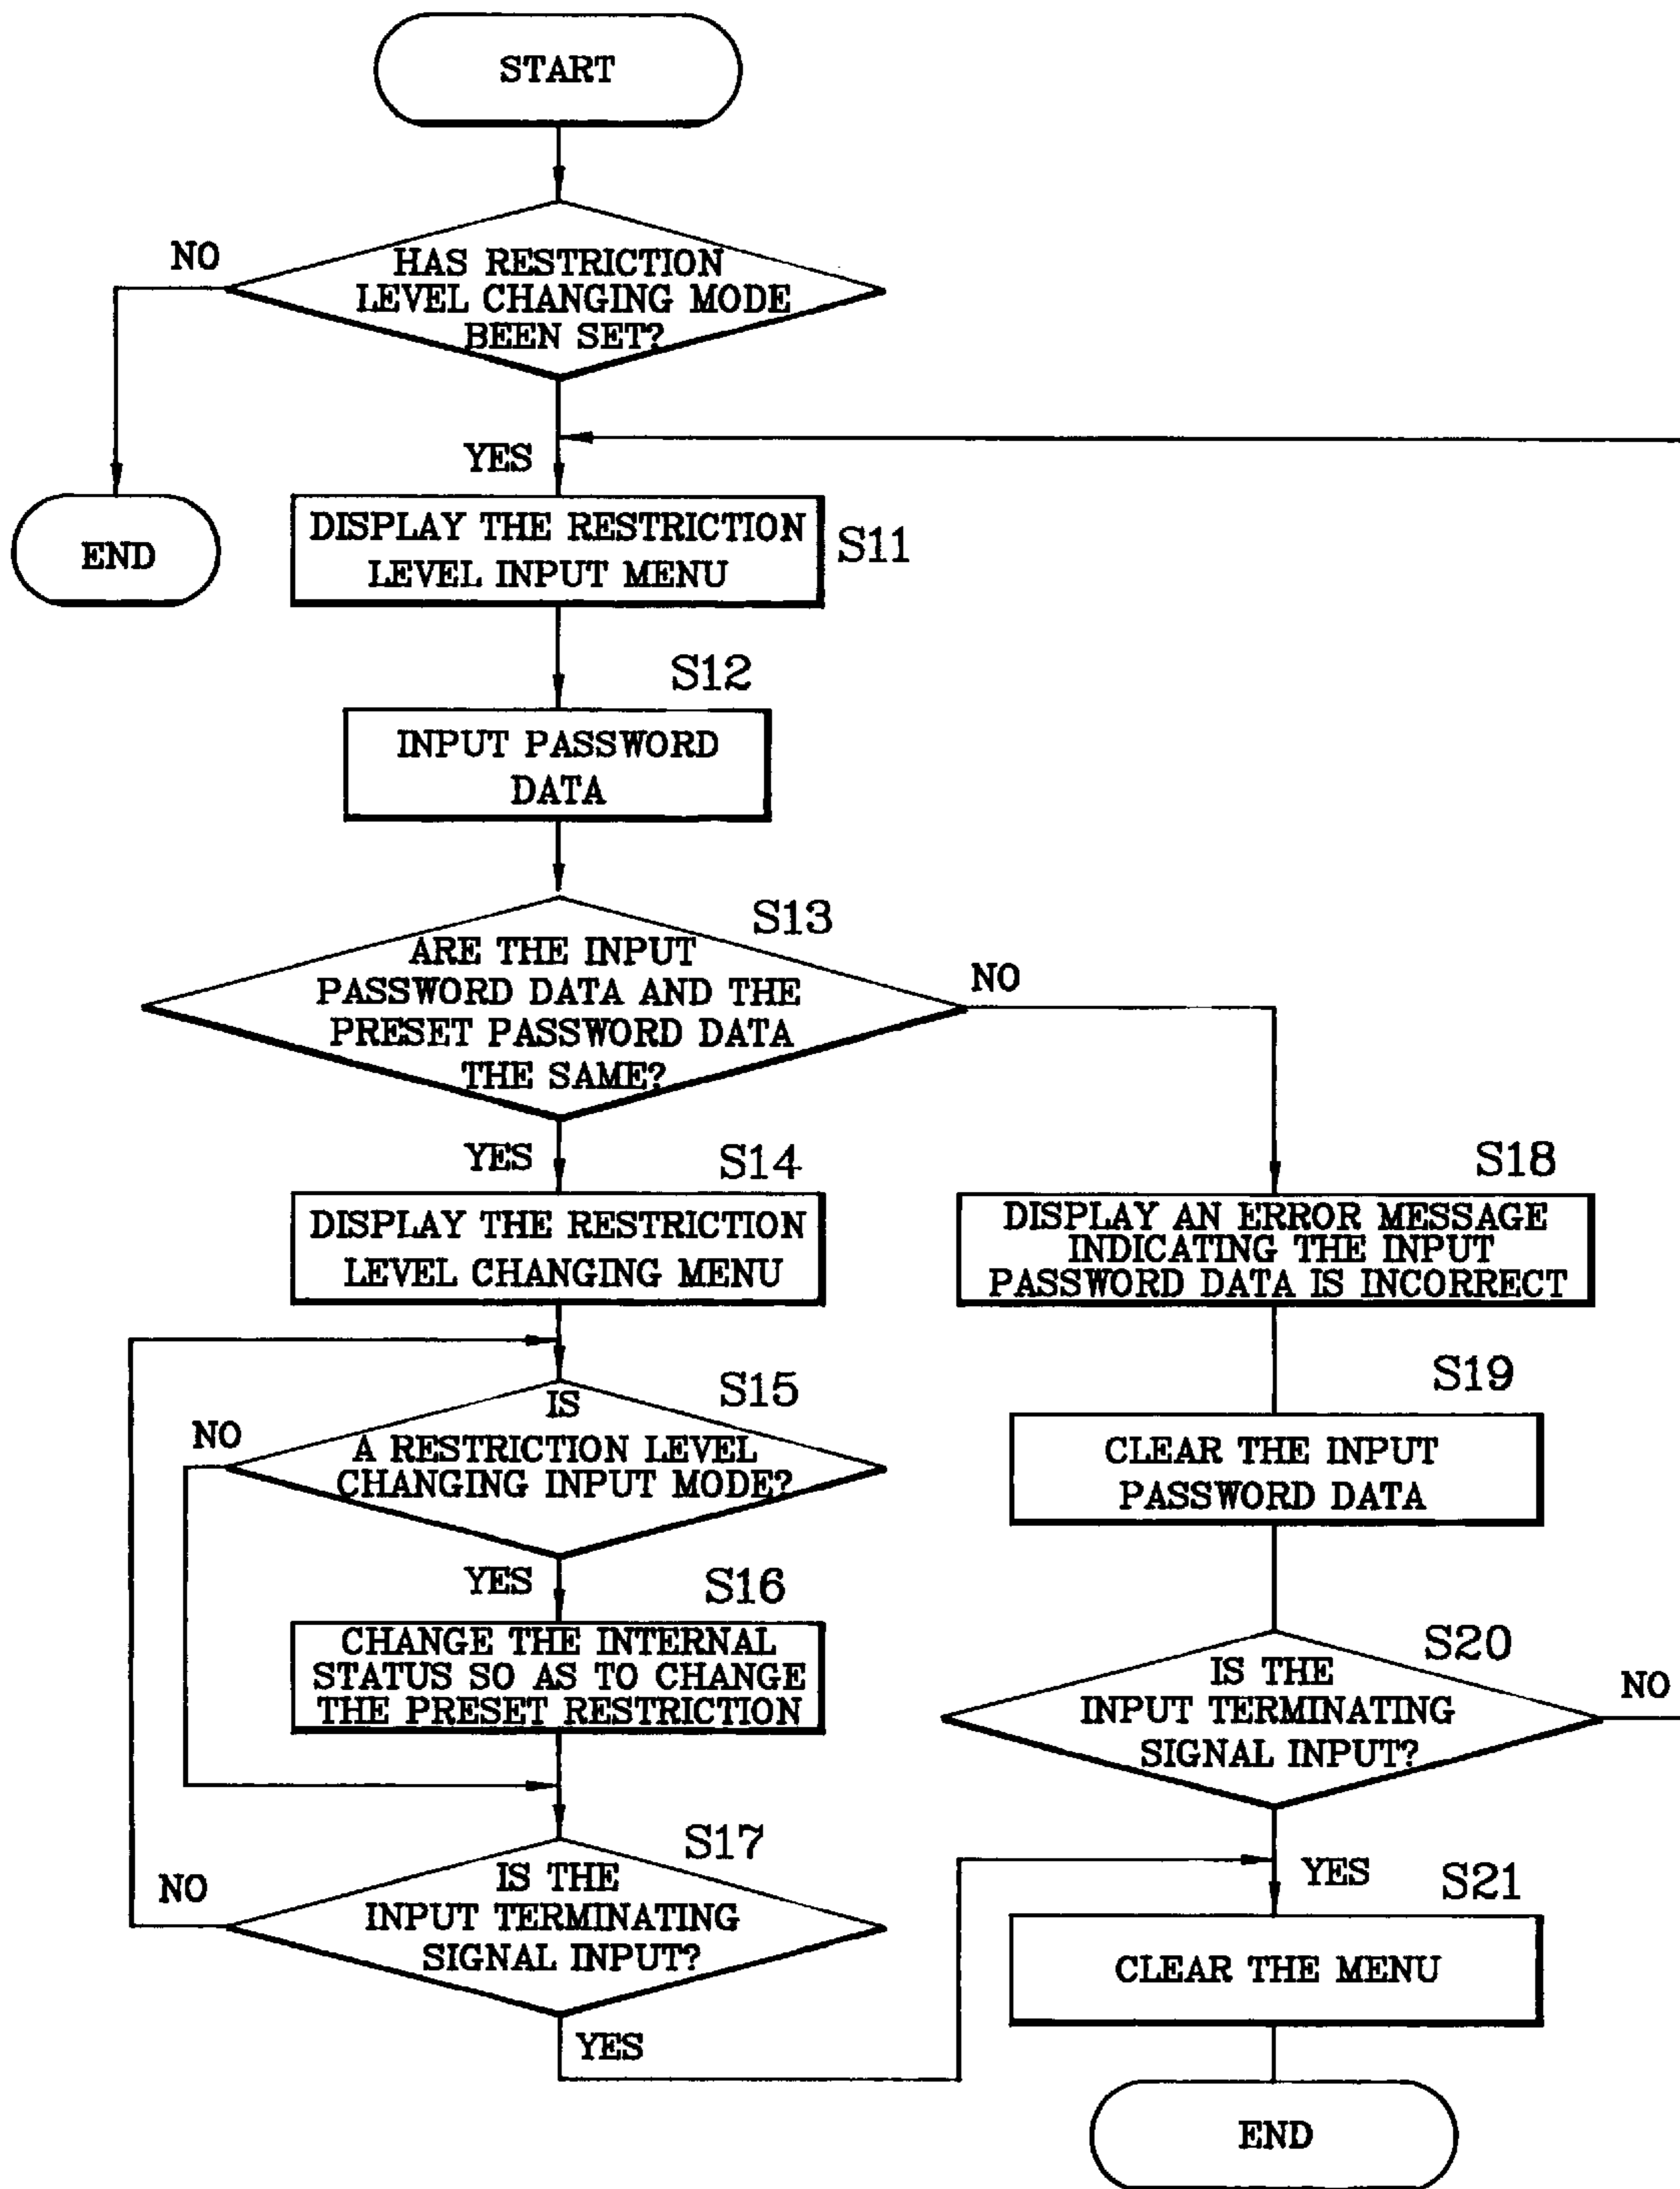 START
NO
HAS RESTRICTION
LEVEL CHANGING MODE
BEEN SET?
YES
END
DISPLAY THE RESTRICTION
LEVEL INPUT MENU
S11
S12
INPUT PASSWORD
DATA
S13
ARE THE INPUT
PASSWORD DATA AND THE
PRESET PASSWORD DATA
THE SAME?
NO
YES
S14
DISPLAY THE RESTRICTION
LEVEL CHANGING MENU
S15
IS
A RESTRICTION LEVEL
CHANGING INPUT MODE?
NO
YES
S16
CHANGE THE INTERNAL
STATUS SO AS TO CHANGE
THE PRESET RESTRICTION
S17
IS THE
INPUT TERMINATING
SIGNAL INPUT?
NO
YES
S18
DISPLAY AN ERROR MESSAGE
INDICATING THE INPUT
PASSWORD DATA IS INCORRECT
S19
CLEAR THE INPUT
PASSWORD DATA
S20
IS THE
INPUT TERMINATING
SIGNAL INPUT?
NO
YES
S21
CLEAR THE MENU
END